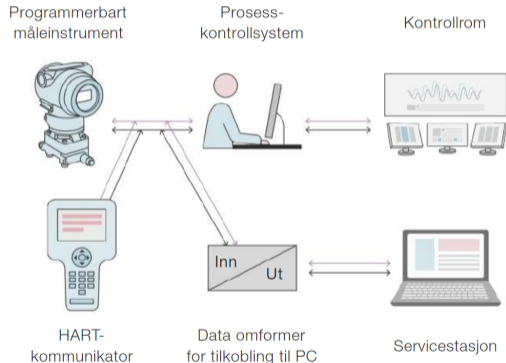 Programmerbart
måleinstrument
Prosess-
kontrollsystem
Kontrollrom
Inn
Ut
HART-
kommunikator
Data omformer
for tilkobling til PC
Servicestasjon